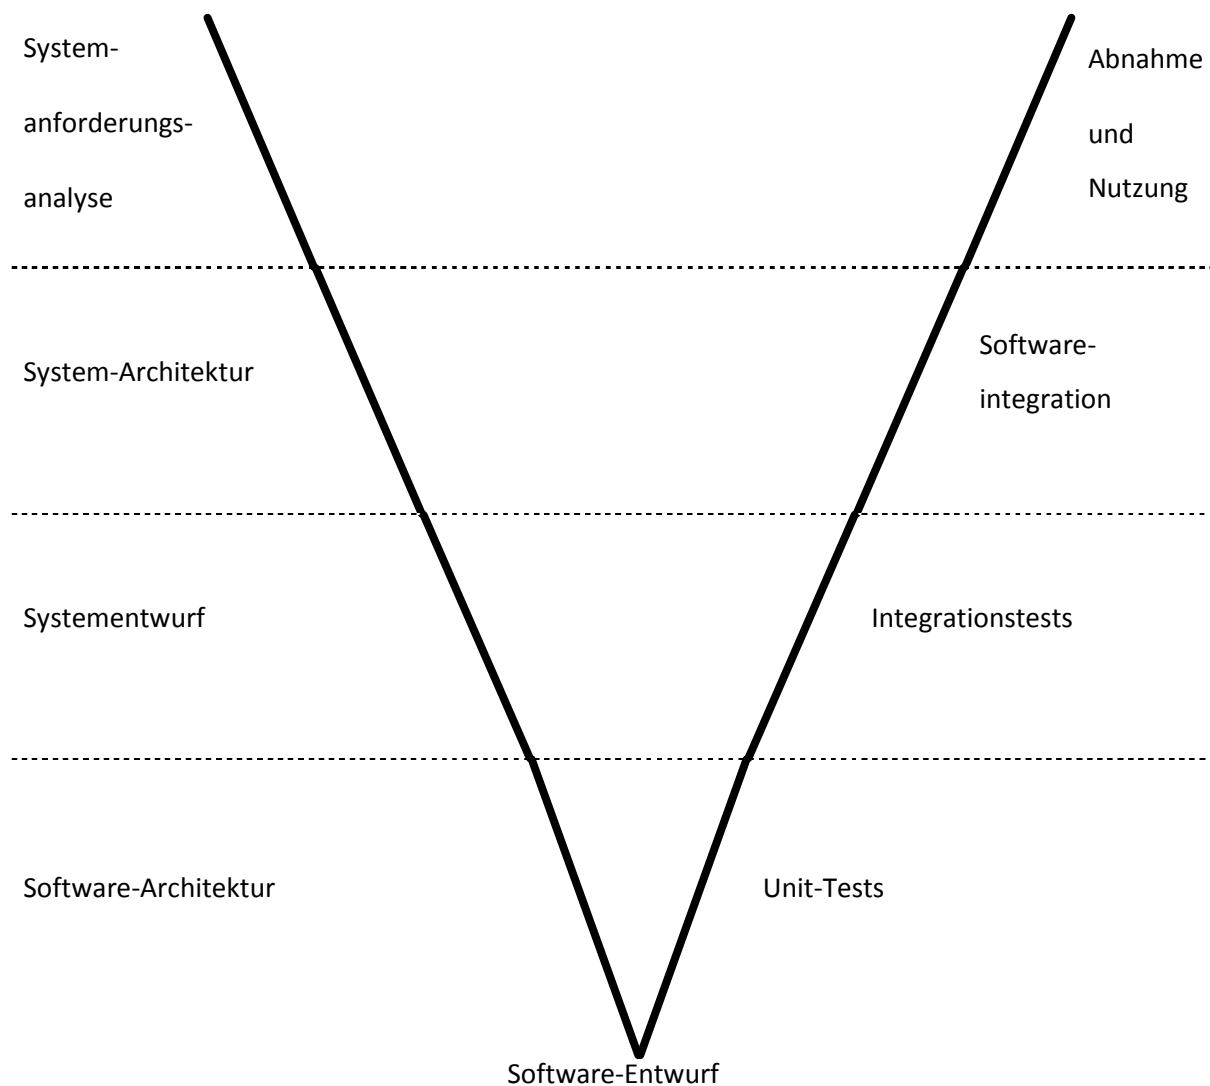 System-
anforderungs-
analyse
Abnahme
und
Nutzung
System-Architektur
Software-
integration
Systementwurf
Integrationstests
Software-Architektur
Unit-Tests
Software-Entwurf